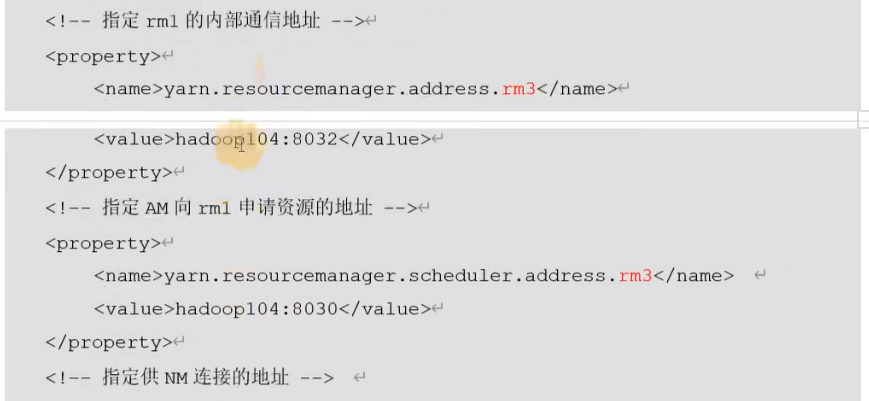 <!-- 指定 rm1 的内部通信地址 -->
<property>
<name>yarn.resourcemanager.address.rm3</name>
<value>hadoop104:8032</value>
</property>
<!-- 指定 AM 向 rm1 申请资源的地址 -->
<property>
<name>yarn.resourcemanager.scheduler.address.rm3</name>
<value>hadoop104:8030</value>
</property>
<!-- 指定供 NM 连接的地址 -->